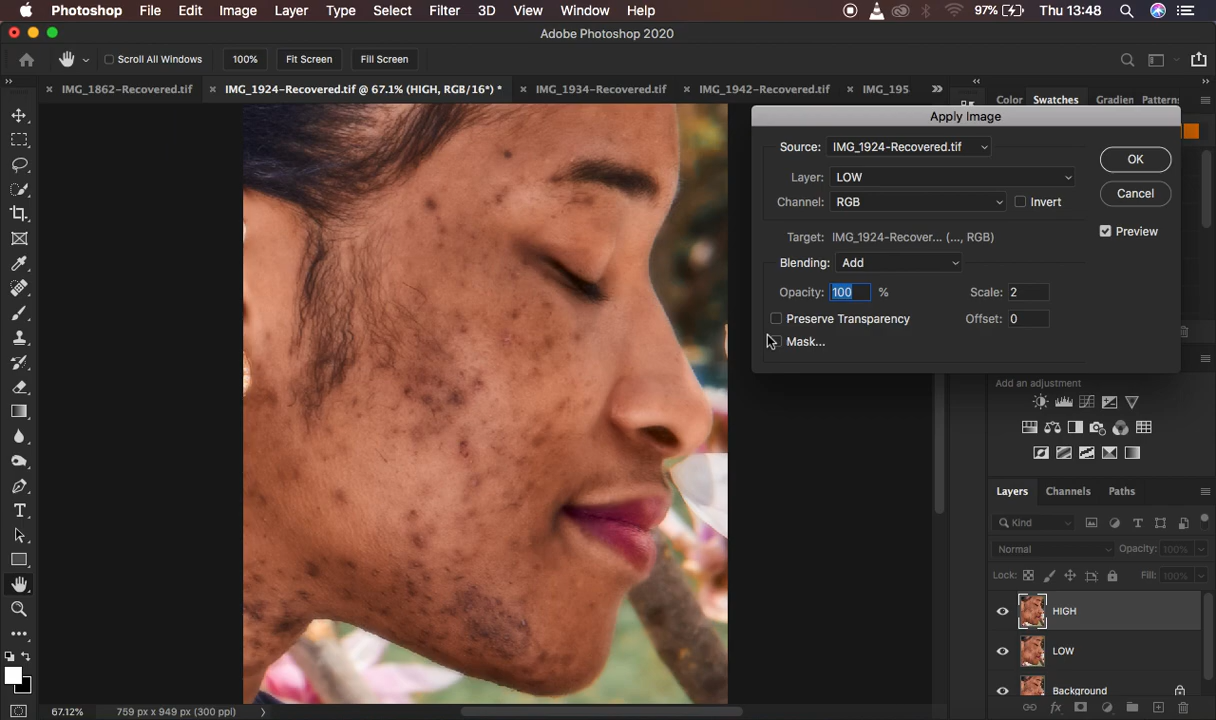 Photoshop File Edit Image Layer Type Select Filter 3D View Window Help 97% Thu 13:48
Adobe Photoshop 2020
Scroll All Windows 100% Fit Screen Fill Screen
IMG_1862-Recovered.tif IMG_1924-Recovered.tif @ 67.1% (HIGH, RGB/16*) * IMG_1934-Recovered.tif IMG_1942-Recovered.tif IMG_195
Color Swatches Gradien Pattern
Apply Image
Source: IMG_1924-Recovered.tif
OK
Layer: LOW
Cancel
Channel: RGB Invert
Target: IMG_1924-Recover... (..., RGB)
Preview
Blending: Add
Opacity: 100 % Scale: 2
Preserve Transparency Offset: 0
Mask...
Add an adjustment
Layers Channels Paths
Kind
Normal Opacity: 100%
Lock: Fill: 100%
HIGH
LOW
Background
67.12% 759 px x 949 px (300 ppi)